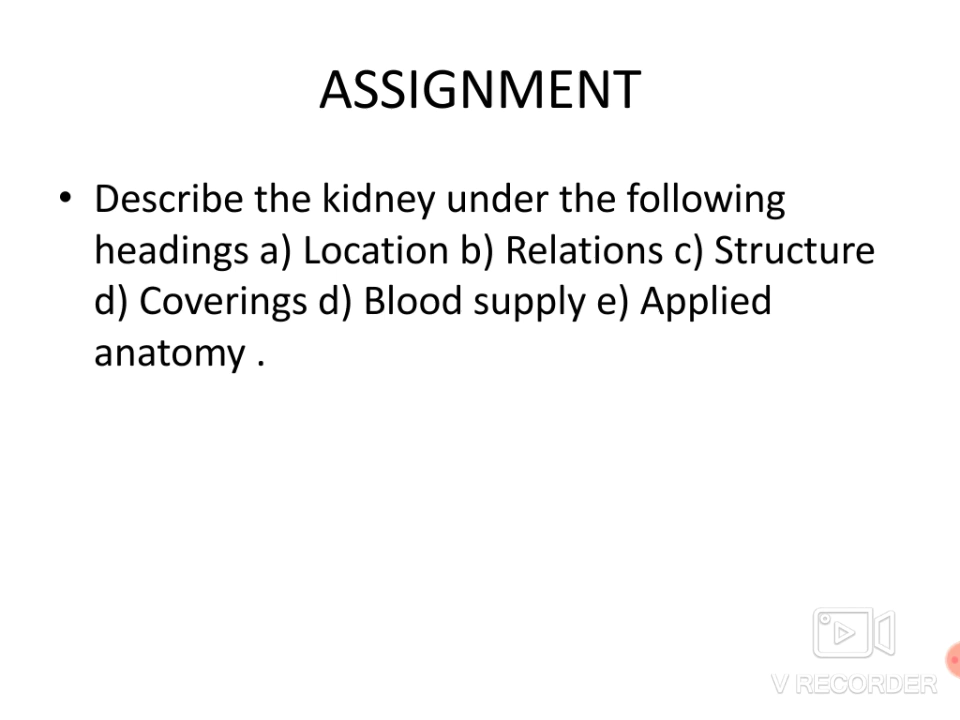 ASSIGNMENT
• Describe the kidney under the following
headings a) Location b) Relations c) Structure
d) Coverings d) Blood supply e) Applied
anatomy .
V RECORDER